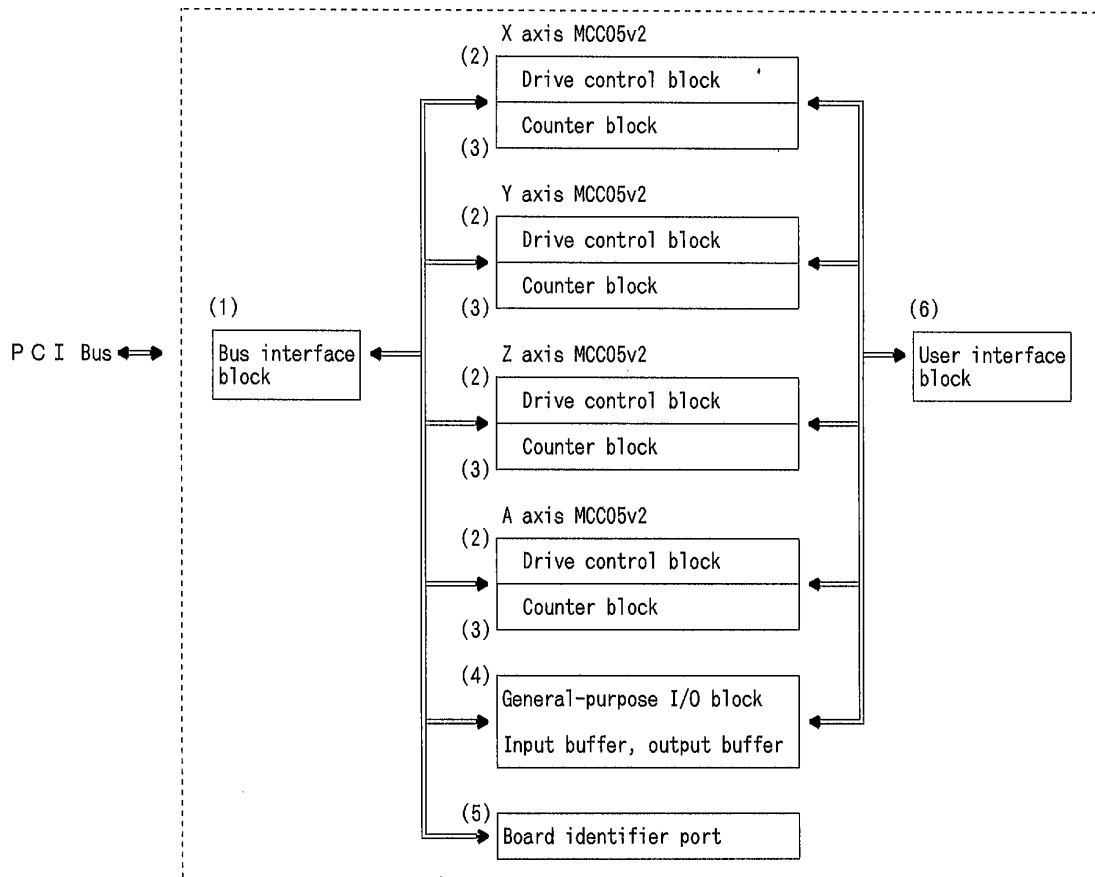 X axis MCC05v2
(2)
Drive control block
Counter block
(3)
Y axis MCC05v2
(2)
Drive control block
Counter block
(3)
(1)
Bus interface
block
PCI Bus
Z axis MCC05v2
(2)
Drive control block
Counter block
(3)
(6)
User interface
block
A axis MCC05v2
(2)
Drive control block
Counter block
(3)
(4)
General-purpose I/O block
Input buffer, output buffer
(5)
Board identifier port